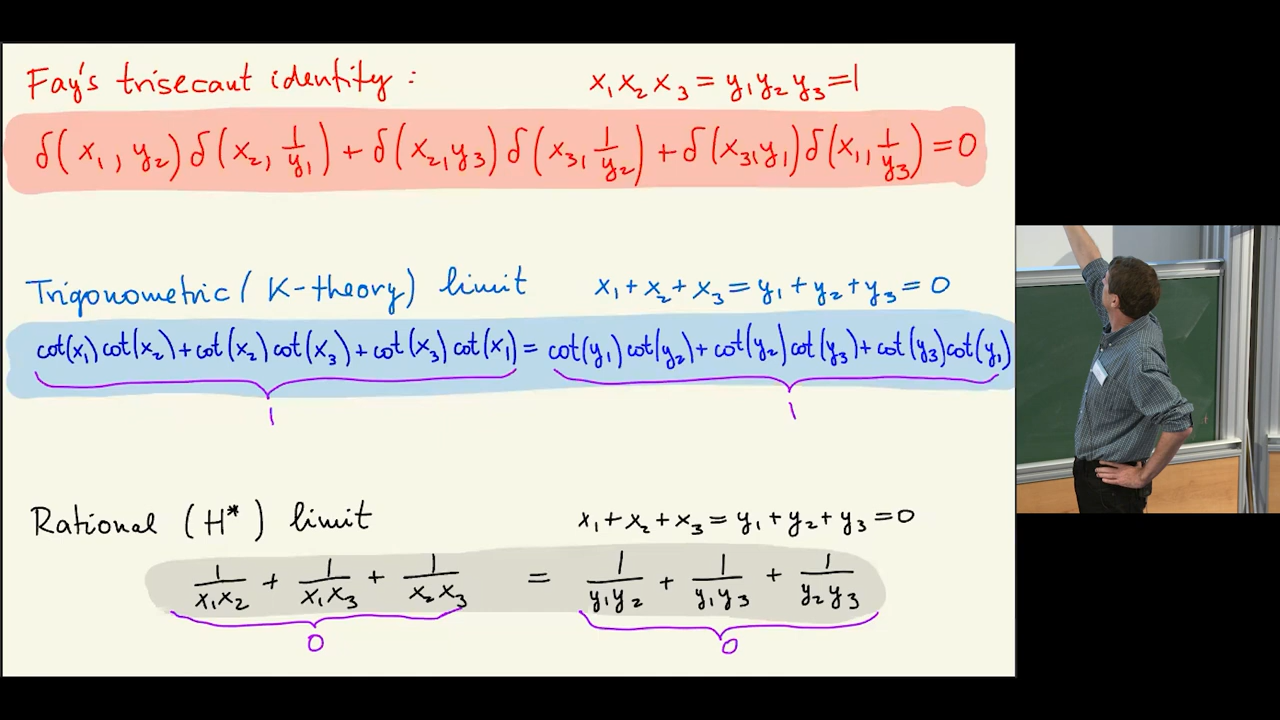 Fay's trisecant identity : x₁x₂x₃ = y₁y₂y₃ = 1
δ(x₁, y₂) δ(x₂, 1/y₁) + δ(x₂, y₃) δ(x₃, 1/y₂) + δ(x₃, y₁) δ(x₁, 1/y₃) = 0
Trigonometric (K-theory) limit x₁ + x₂ + x₃ = y₁ + y₂ + y₃ = 0
cot(x₁) cot(x₂) + cot(x₂) cot(x₃) + cot(x₃) cot(x₁) = cot(y₁) cot(y₂) + cot(y₂) cot(y₃) + cot(y₃) cot(y₁)
1 1
Rational (H*) limit x₁ + x₂ + x₃ = y₁ + y₂ + y₃ = 0
1/x₁x₂ + 1/x₁x₃ + 1/x₂x₃ = 1/y₁y₂ + 1/y₁y₃ + 1/y₂y₃
0 0